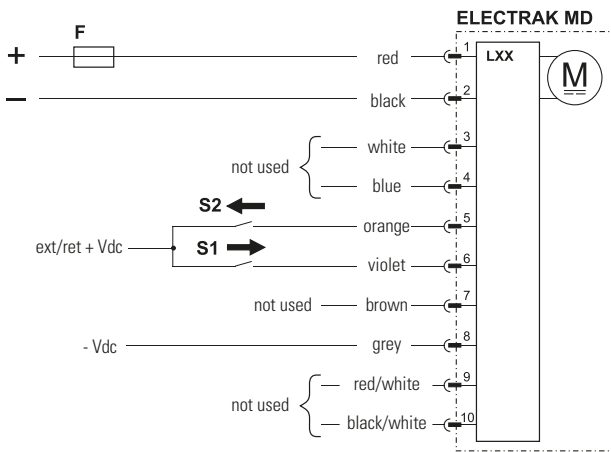 ELECTRAK MD
F
+
red
1
LXX
M
–
black
2
white
3
not used
blue
4
S2
orange
5
ext/ret + Vdc
S1
violet
6
not used
brown
7
- Vdc
grey
8
red/white
9
not used
black/white
10